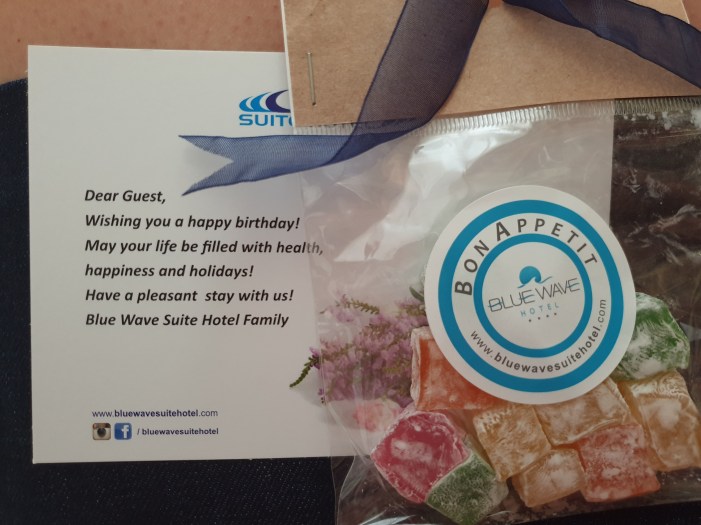 SUIT
Dear Guest,
Wishing you a happy birthday!
May your life be filled with health,
happiness and holidays!
Have a pleasant stay with us!
Blue Wave Suite Hotel Family
www.bluewavesuitehotel.com
f / bluewavesuitehotel
BON APPETIT
BLUE WAVE
HOTEL
www.bluewavesuitehotel.com